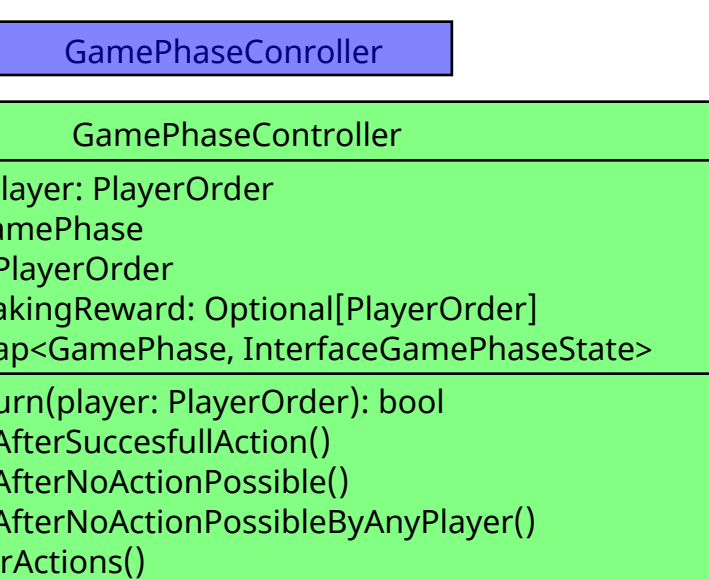 GamePhaseConroller
GamePhaseController
layer: PlayerOrder
amePhase
PlayerOrder
akingReward: Optional[PlayerOrder]
ap<GamePhase, InterfaceGamePhaseState>
urn(player: PlayerOrder): bool
AfterSuccesfullAction()
AfterNoActionPossible()
AfterNoActionPossibleByAnyPlayer()
rActions()